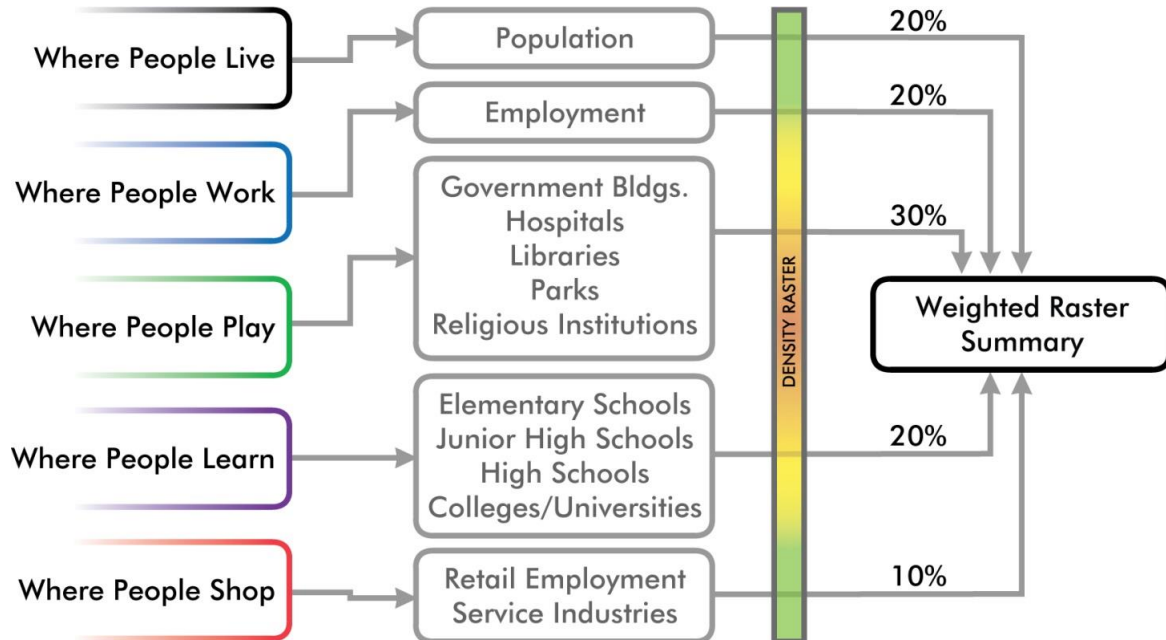 Where People Live
Population
20%
Where People Work
Employment
20%
Where People Play
Government Bldgs.
Hospitals
Libraries
Parks
Religious Institutions
30%
Where People Learn
Elementary Schools
Junior High Schools
High Schools
Colleges/Universities
20%
Where People Shop
Retail Employment
Service Industries
10%
DENSITY RASTER
Weighted Raster
Summary